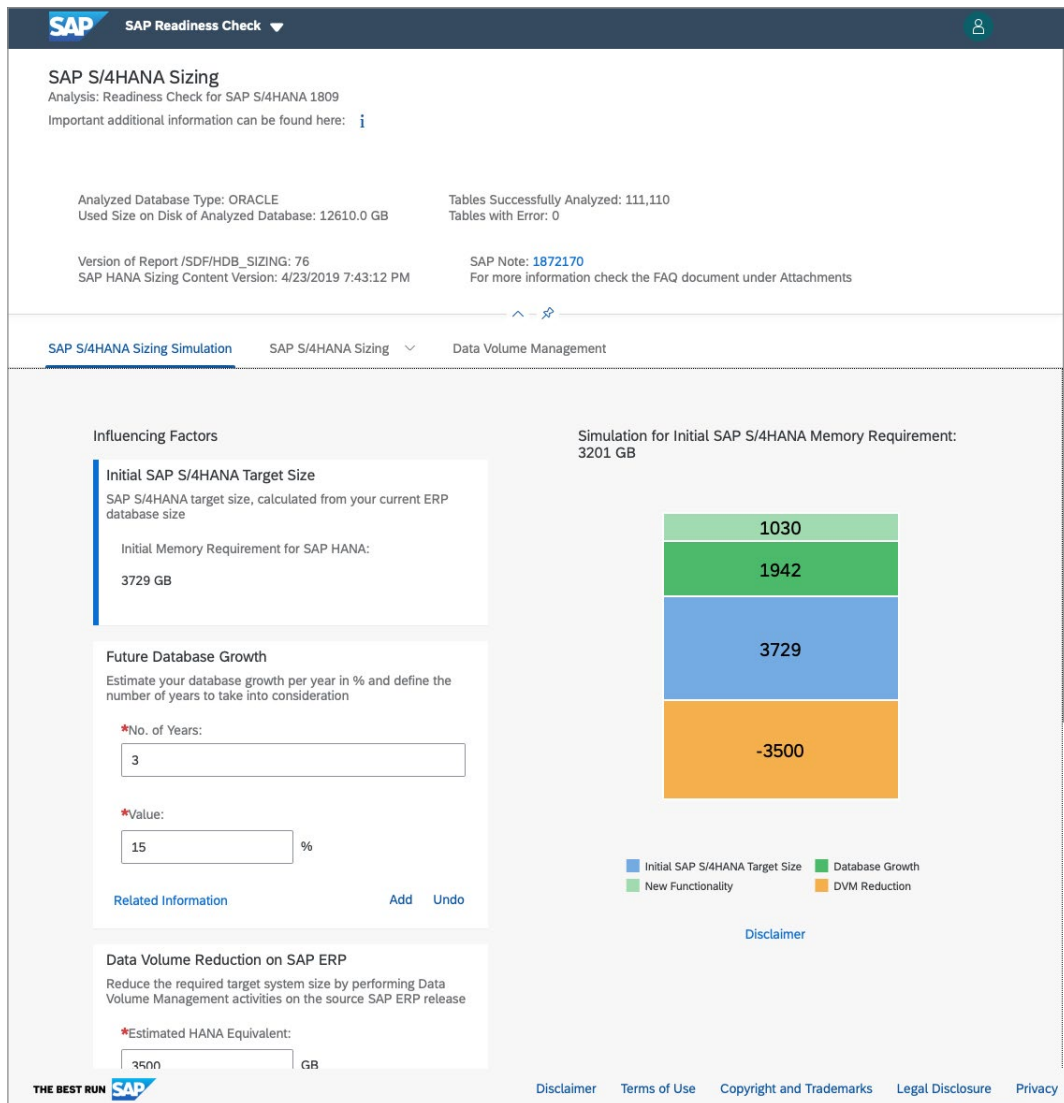 SAP SAP Readiness Check
SAP S/4HANA Sizing
Analysis: Readiness Check for SAP S/4HANA 1809
Important additional information can be found here: i
Analyzed Database Type: ORACLE
Used Size on Disk of Analyzed Database: 12610.0 GB
Tables Successfully Analyzed: 111,110
Tables with Error: 0
Version of Report /SDF/HDB_SIZING: 76
SAP HANA Sizing Content Version: 4/23/2019 7:43:12 PM
SAP Note: 1872170
For more information check the FAQ document under Attachments
SAP S/4HANA Sizing Simulation SAP S/4HANA Sizing Data Volume Management
Influencing Factors
Initial SAP S/4HANA Target Size
SAP S/4HANA target size, calculated from your current ERP
database size
Initial Memory Requirement for SAP HANA:
3729 GB
Future Database Growth
Estimate your database growth per year in % and define the
number of years to take into consideration
*No. of Years:
3
*Value:
15 %
Related Information Add Undo
Data Volume Reduction on SAP ERP
Reduce the required target system size by performing Data
Volume Management activities on the source SAP ERP release
*Estimated HANA Equivalent:
3500 GB
Simulation for Initial SAP S/4HANA Memory Requirement:
3201 GB
1030
1942
3729
-3500
Initial SAP S/4HANA Target Size Database Growth
New Functionality DVM Reduction
Disclaimer
THE BEST RUN SAP Disclaimer Terms of Use Copyright and Trademarks Legal Disclosure Privacy